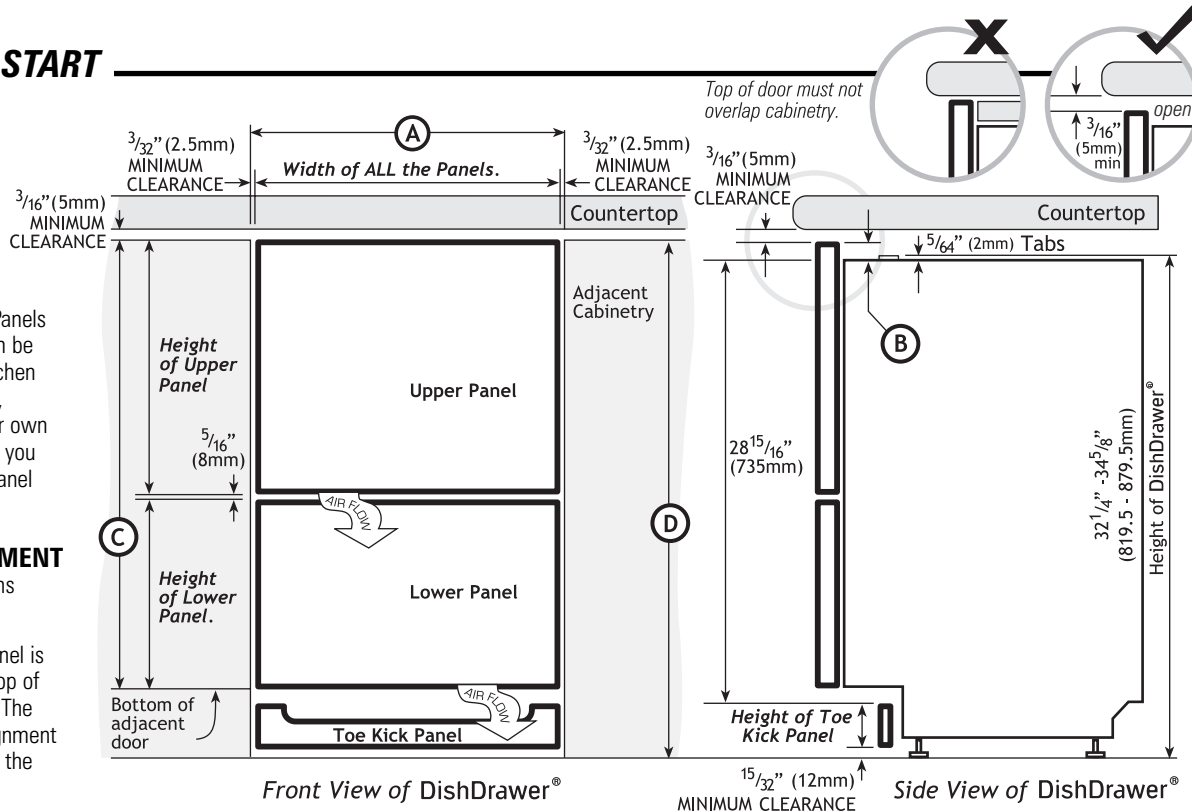 START
Top of door must not
overlap cabinetry.
X
open
3/16"
(5mm)
min
3/32" (2.5mm)
MINIMUM
CLEARANCE
A
Width of ALL the Panels.
3/32" (2.5mm)
MINIMUM
CLEARANCE
3/16" (5mm)
MINIMUM
CLEARANCE
3/16" (5mm)
MINIMUM
CLEARANCE
Countertop
Countertop
5/64" (2mm) Tabs
Adjacent
Cabinetry
B
Height
of Upper
Panel
Upper Panel
5/16"
(8mm)
AIR FLOW
C
D
28 15/16"
(735mm)
32 1/4" -34 5/8"
(819.5 - 879.5mm)
Height of DishDrawer®
Height
of Lower
Panel.
Lower Panel
AIR FLOW
Bottom of
adjacent
door
Toe Kick Panel
Height of Toe
Kick Panel
15/32" (12mm)
MINIMUM CLEARANCE
Front View of DishDrawer®
Side View of DishDrawer®
Panels
n be
chen
r own
you
anel
MENT
ns
nel is
op of
The
gnment
the